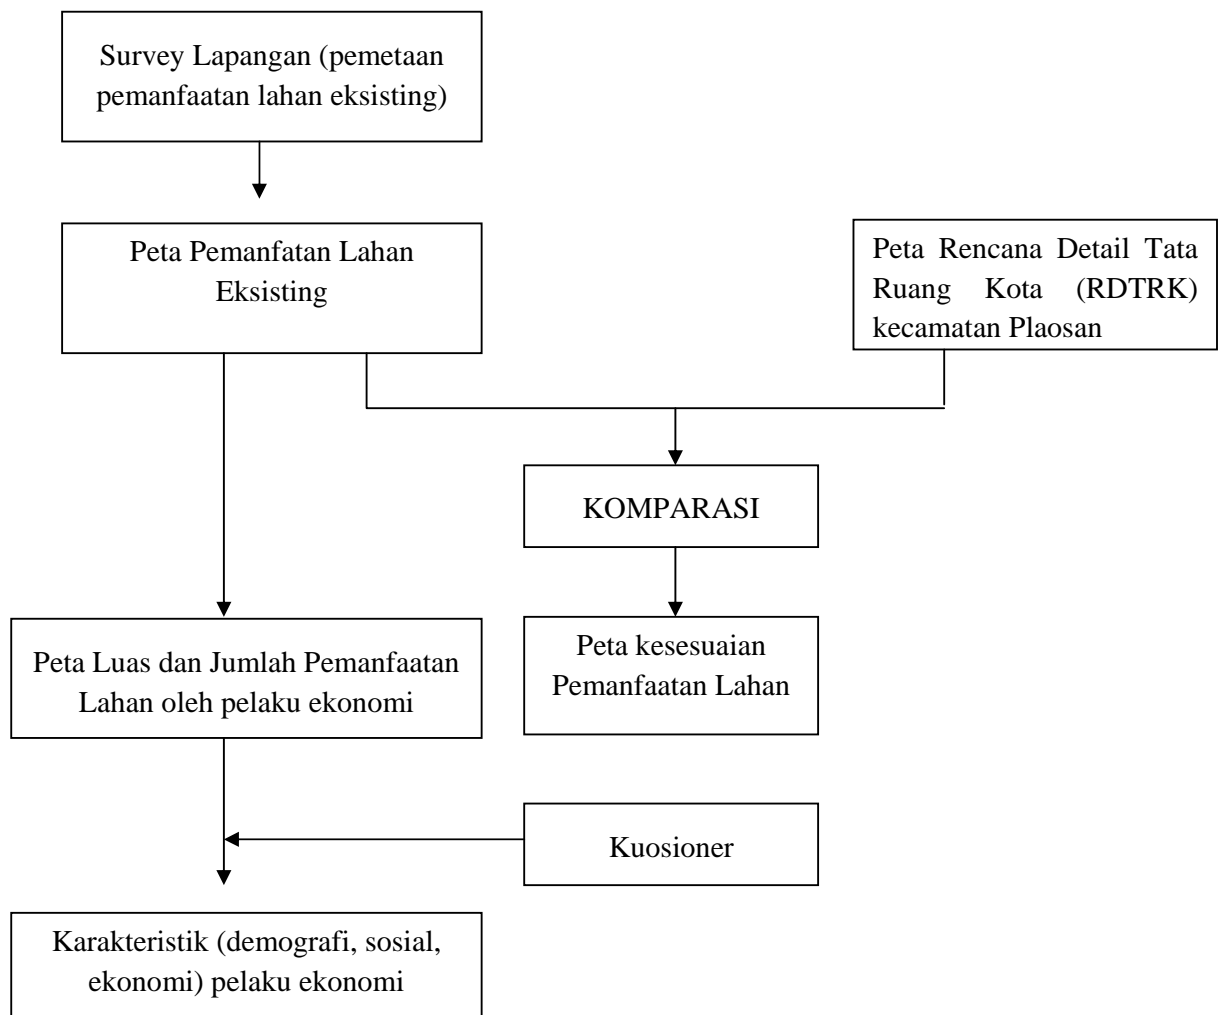 Survey Lapangan (pemetaan
pemanfaatan lahan eksisting)
Peta Pemanfatan Lahan
Eksisting
Peta Rencana Detail Tata
Ruang Kota (RDTRK)
kecamatan Plaosan
KOMPARASI
Peta Luas dan Jumlah Pemanfaatan
Lahan oleh pelaku ekonomi
Peta kesesuaian
Pemanfaatan Lahan
Kuosioner
Karakteristik (demografi, sosial,
ekonomi) pelaku ekonomi